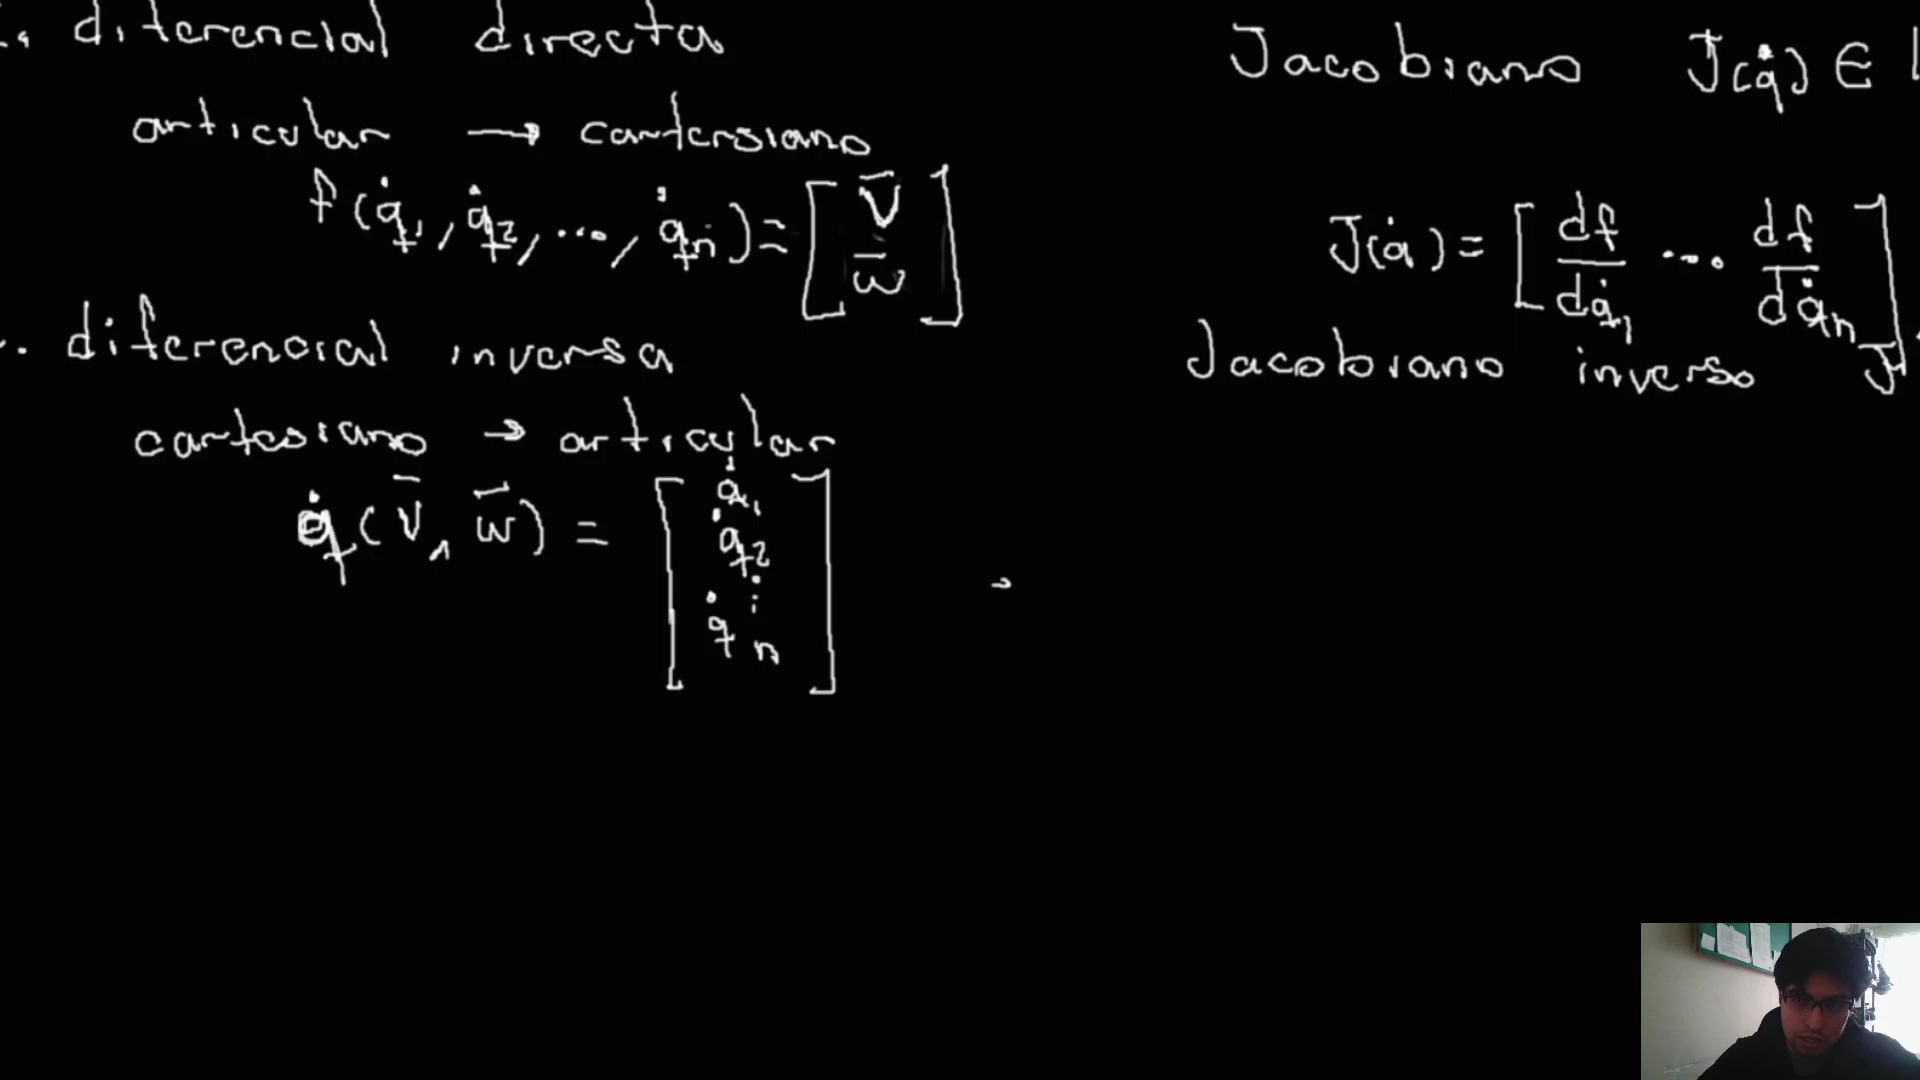 . diferencial directa
articular → cartersiano
f(q̇1, q̇2, ..., q̇n) = [ V̄ w̄ ]
. diferencial inversa
cartesiano → articular
q̇(V̄, w̄) = [ q̇1 q̇2 ⋮ q̇n ]
Jacobiano J(q̇) ∈
J(q̇) = [ df/dq̇1 ... df/dq̇n ]
Jacobiano inverso J